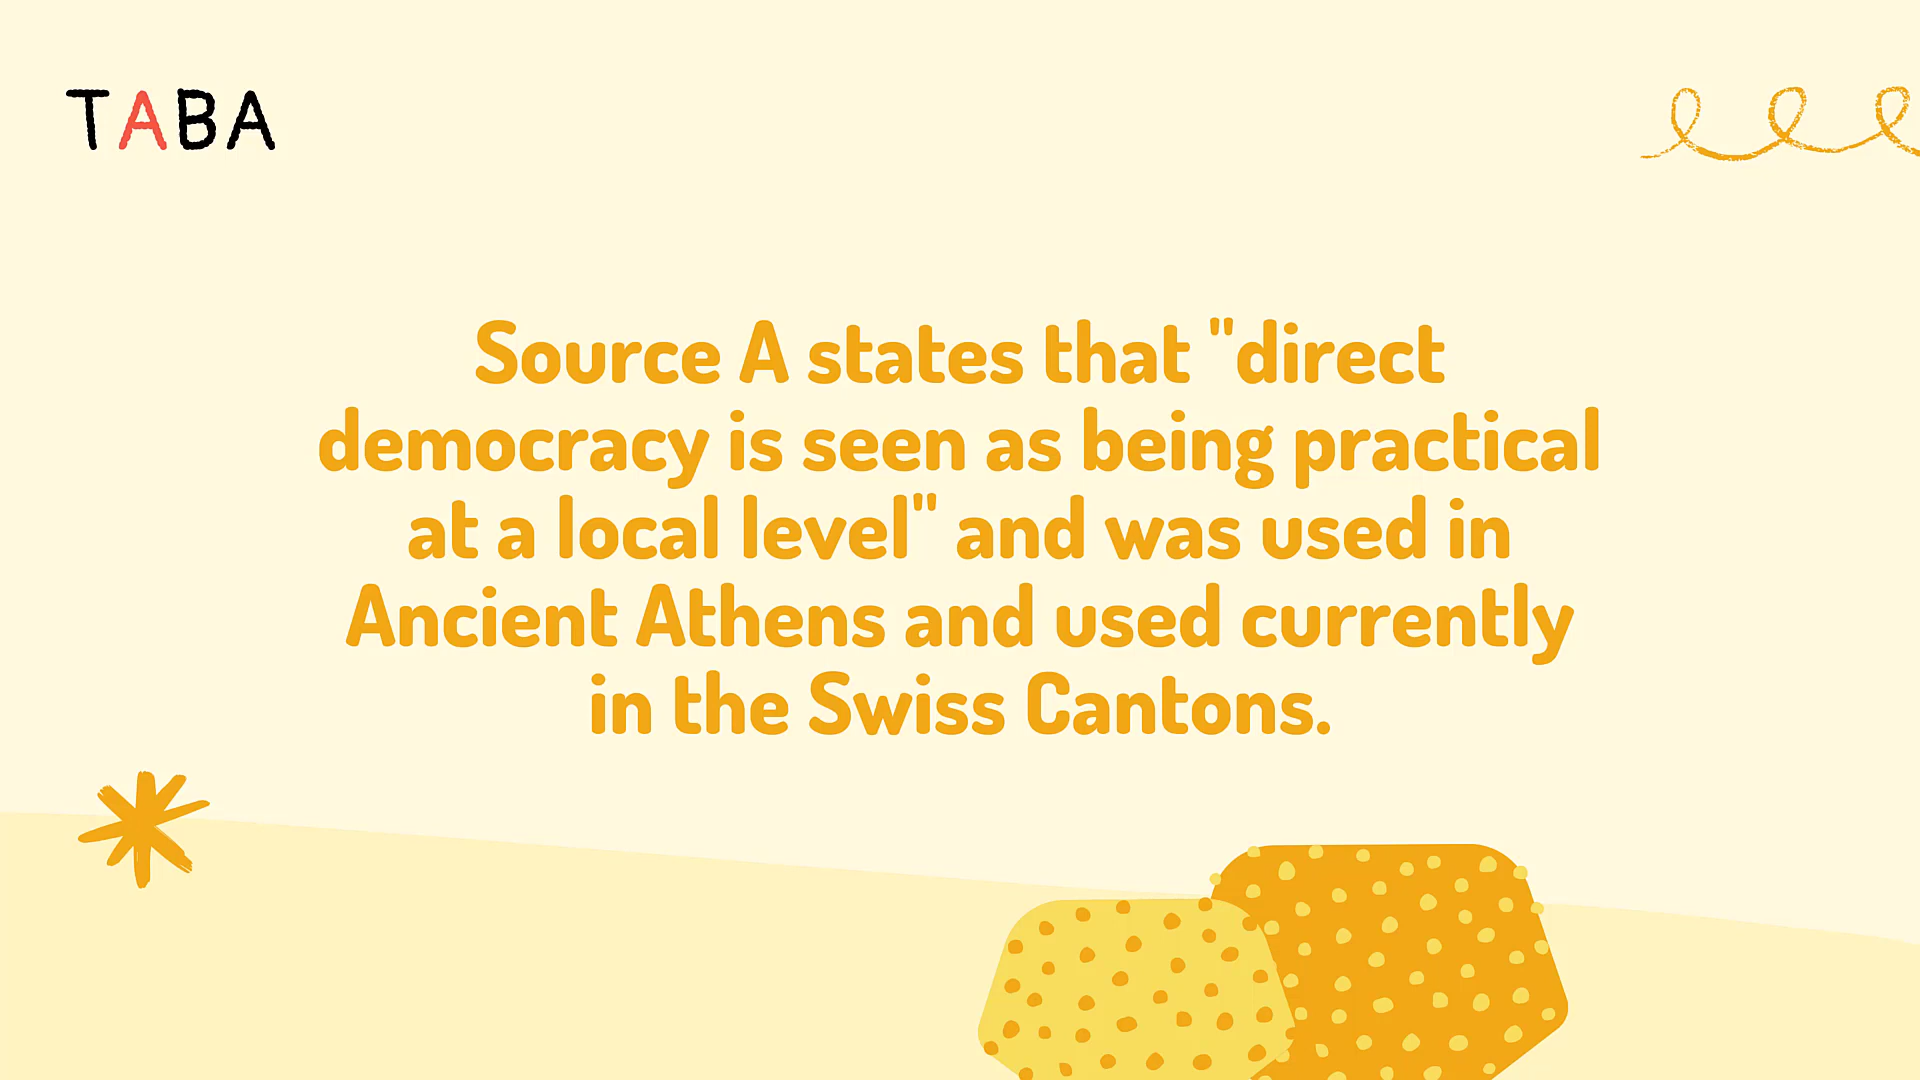 TABA
Source A states that "direct
democracy is seen as being practical
at a local level" and was used in
Ancient Athens and used currently
in the Swiss Cantons.